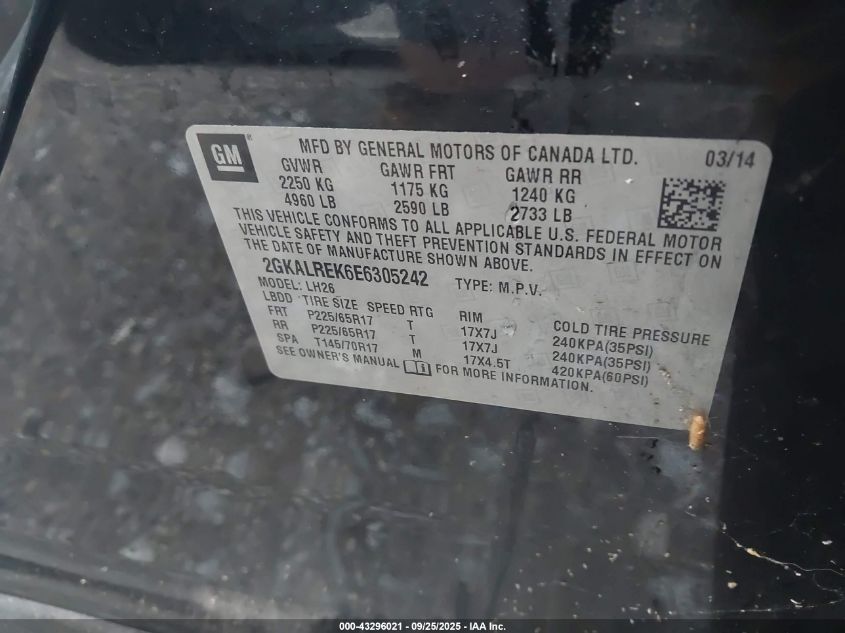 GM
MFD BY GENERAL MOTORS OF CANADA LTD. 03/14
GVWR GAWR FRT GAWR RR
2250 KG 1175 KG 1240 KG
4960 LB 2590 LB 2733 LB
THIS VEHICLE CONFORMS TO ALL APPLICABLE U.S. FEDERAL MOTOR
VEHICLE SAFETY AND THEFT PREVENTION STANDARDS IN EFFECT ON
THE DATE OF MANUFACTURE SHOWN ABOVE.
2GKALREK6E6305242 TYPE: M.P.V.
MODEL: LH26
LBDD TIRE SIZE SPEED RTG RIM COLD TIRE PRESSURE
FRT P225/65R17 T 17X7J 240KPA(35PSI)
RR P225/65R17 T 17X7J 240KPA(35PSI)
SPA T145/70R17 M 17X4.5T 420KPA(60PSI)
SEE OWNER'S MANUAL FOR MORE INFORMATION.
000-43296021 - 09/25/2025 - IAA Inc.